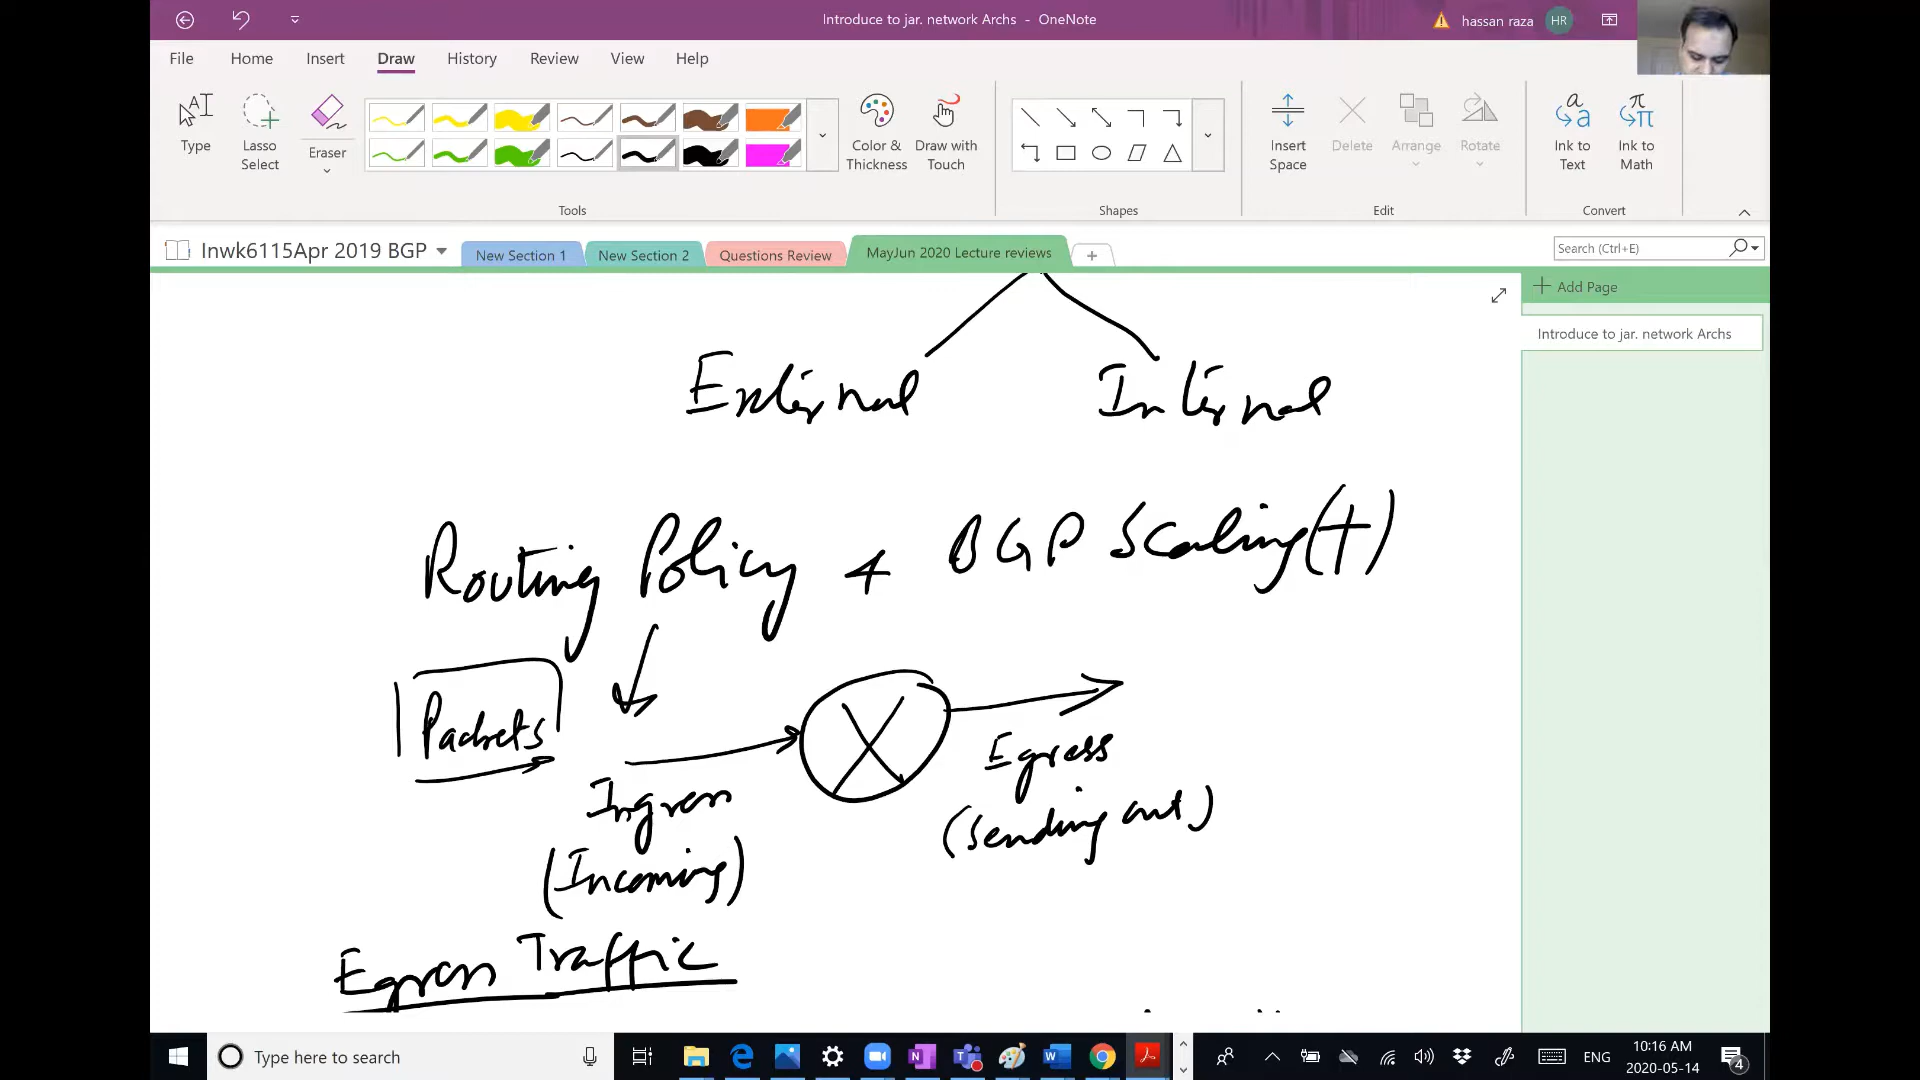 Introduce to jar. network Archs - OneNote
hassan raza HR
File Home Insert Draw History Review View Help
Type
Lasso Select
Eraser
Color & Thickness
Draw with Touch
Insert Space
Delete
Arrange
Rotate
Ink to Text
Ink to Math
Tools
Shapes
Edit
Convert
Inwk6115Apr 2019 BGP
New Section 1
New Section 2
Questions Review
MayJun 2020 Lecture reviews
+
Search (Ctrl+E)
Add Page
Introduce to jar. network Archs
External Internal
Routing Policy & BGP Scaling(+)
Packets
Ingress
(Incoming)
Egress
(Sending out)
Egress Traffic
Type here to search
ENG
10:16 AM
2020-05-14
4